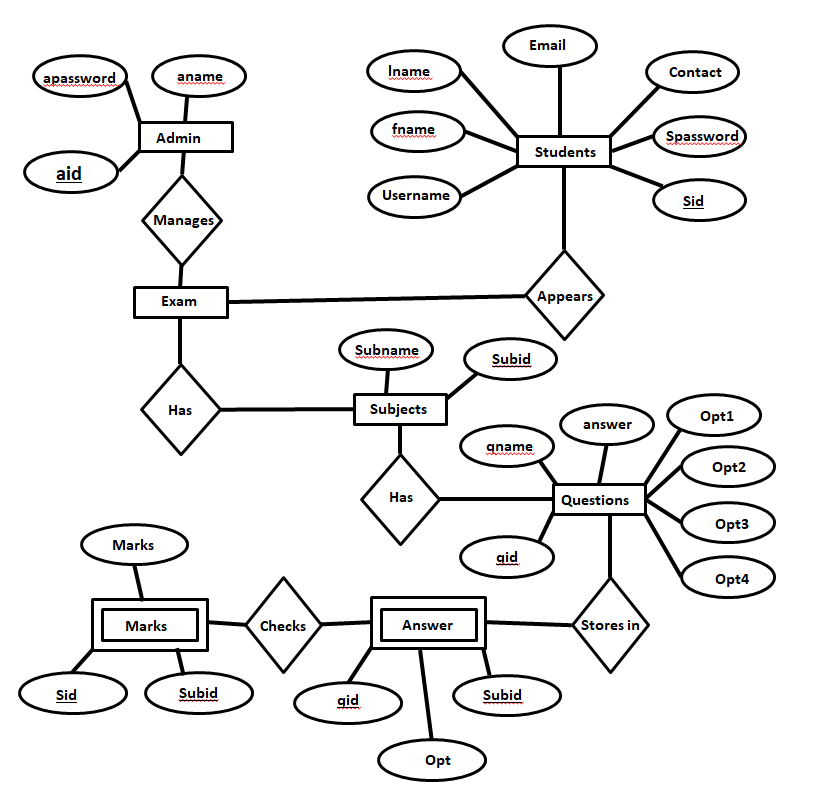 Email
lname
Contact
apassword
aname
fname
Spassword
Admin
Students
aid
Username
Sid
Manages
Exam
Appears
Subname
Subid
Has
Subjects
Opt1
answer
qname
Opt2
Has
Questions
Opt3
Marks
qid
Opt4
Marks
Checks
Answer
Stores in
Sid
Subid
qid
Subid
Opt